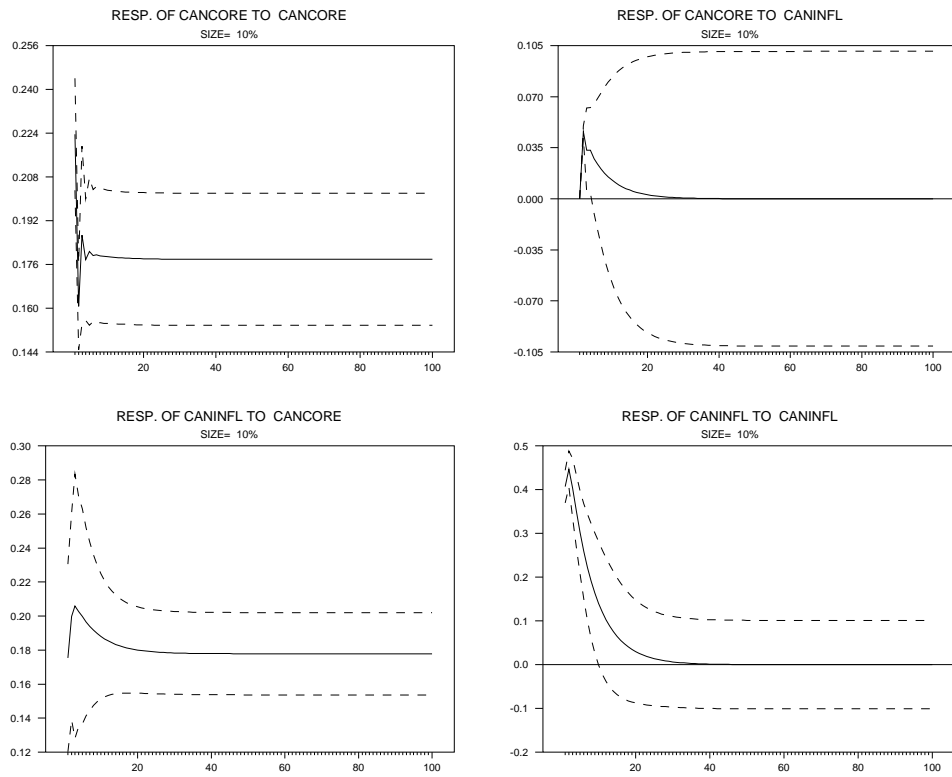 RESP. OF CANCORE TO CANCORE
SIZE= 10%
0.256
0.240
0.224
0.208
0.192
0.176
0.160
0.144
20 40 60 80 100
RESP. OF CANCORE TO CANINFL
SIZE= 10%
0.105
0.070
0.035
0.000
-0.035
-0.070
-0.105
20 40 60 80 100
RESP. OF CANINFL TO CANCORE
SIZE= 10%
0.30
0.28
0.26
0.24
0.22
0.20
0.18
0.16
0.14
0.12
20 40 60 80 100
RESP. OF CANINFL TO CANINFL
SIZE= 10%
0.5
0.4
0.3
0.2
0.1
0.0
-0.1
-0.2
20 40 60 80 100